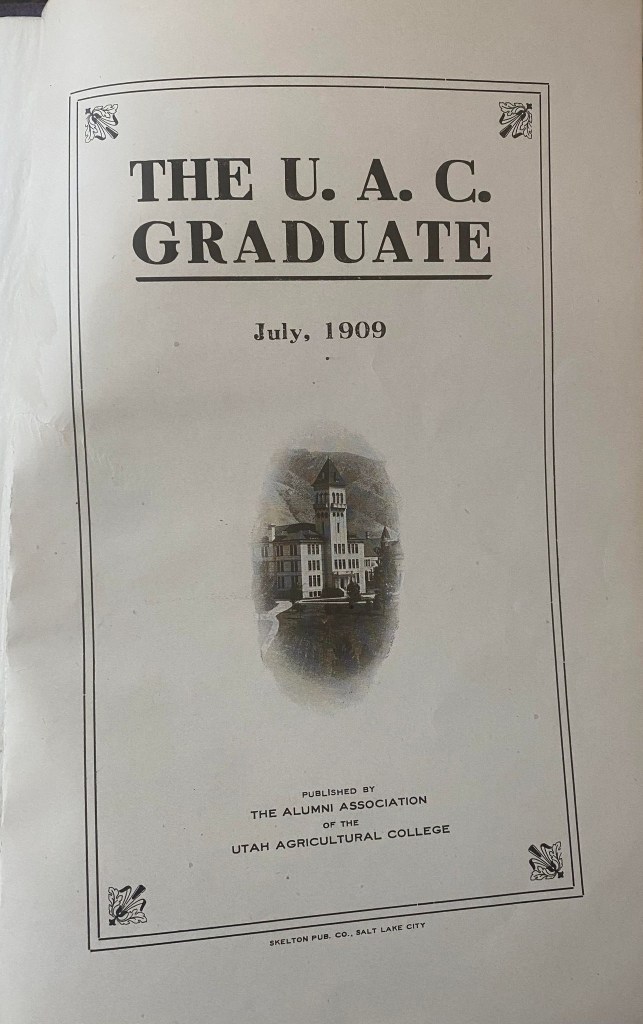 THE U. A. C.
GRADUATE
July, 1909
PUBLISHED BY
THE ALUMNI ASSOCIATION
OF THE
UTAH AGRICULTURAL COLLEGE
SKELTON PUB. CO., SALT LAKE CITY